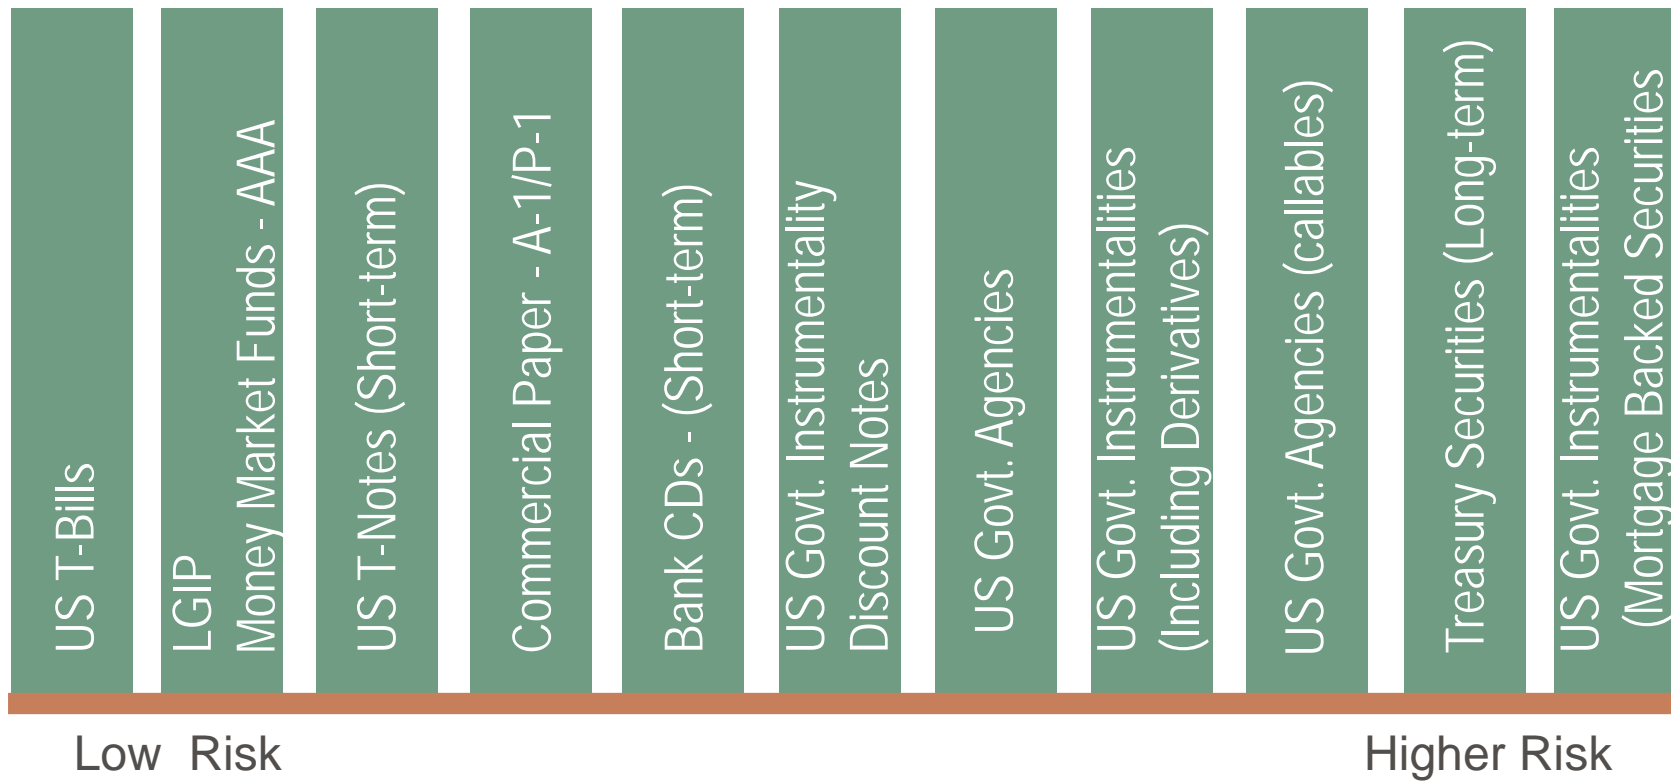 US T-Bills
LGIP
Money Market Funds - AAA
US T-Notes (Short-term)
Commercial Paper - A-1/P-1
Bank CDs - (Short-term)
US Govt. Instrumentality
Discount Notes
US Govt. Agencies
US Govt. Instrumentalities
(Including Derivatives)
US Govt. Agencies (callables)
Treasury Securities (Long-term)
US Govt. Instrumentalities
(Mortgage Backed Securities
Low Risk
Higher Risk